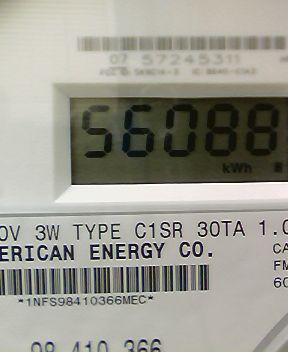 07 57245311
56088
kWh
0V 3W TYPE C1SR 30TA 1.0
ERICAN ENERGY CO.
CA
FM
60
*1NFS98410366MEC*
98 410 366